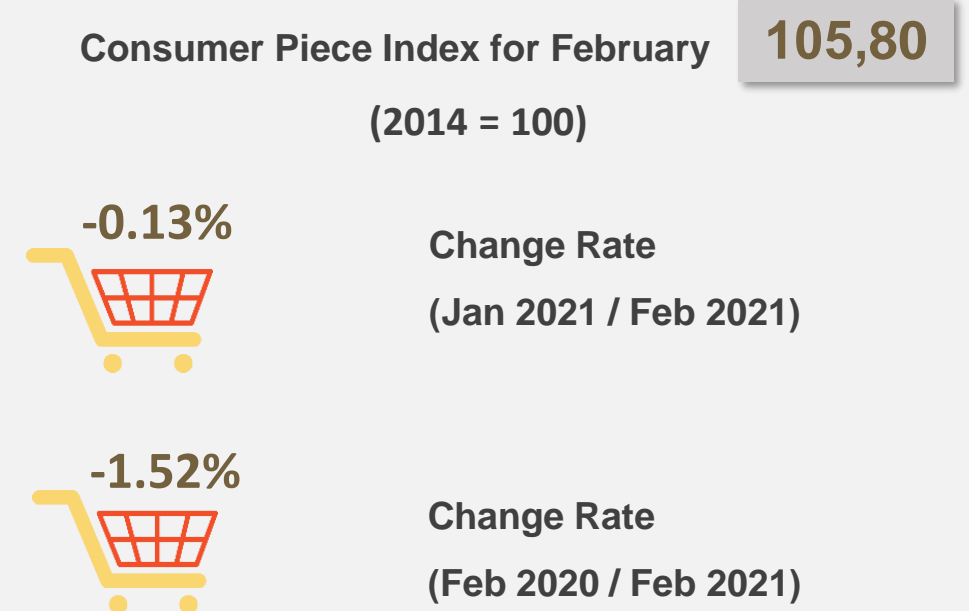 Consumer Piece Index for February
105,80
(2014 = 100)
-0.13%
Change Rate
(Jan 2021 / Feb 2021)
-1.52%
Change Rate
(Feb 2020 / Feb 2021)